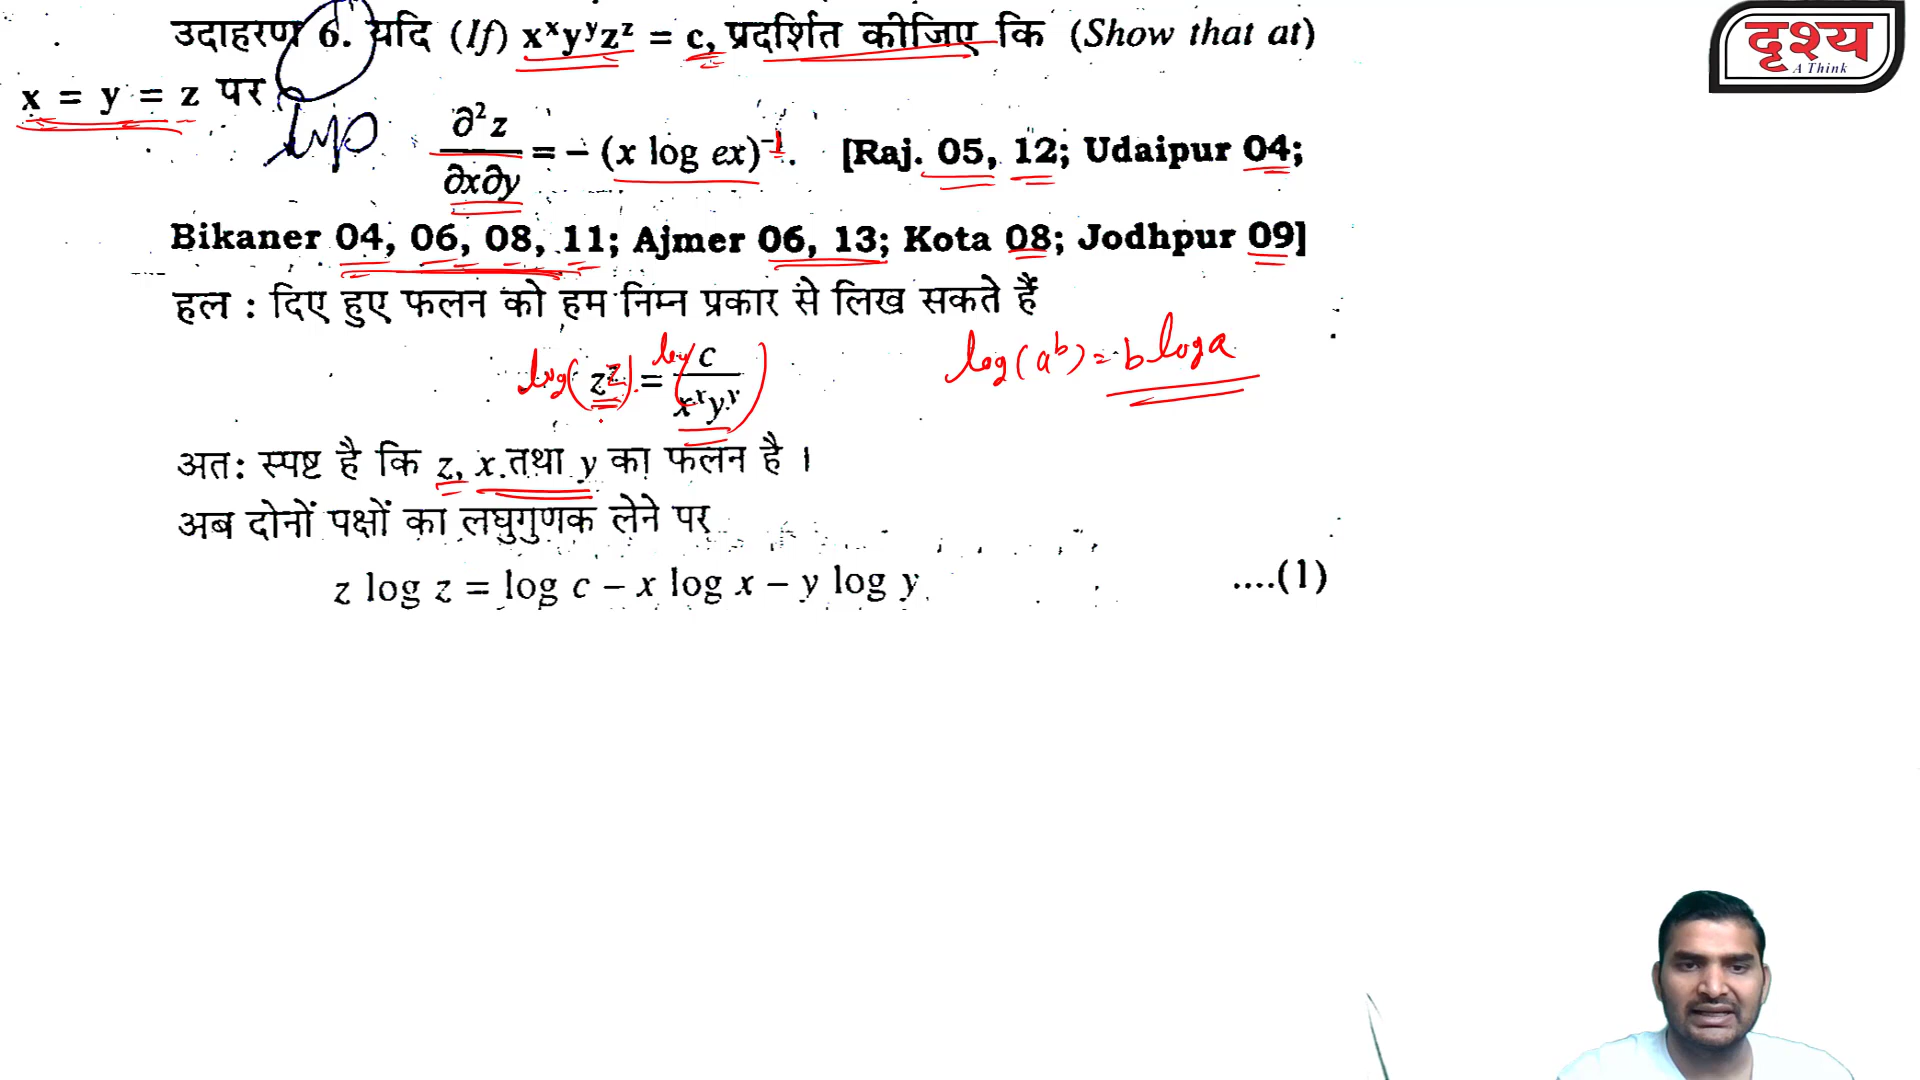 उदाहरण 6. यदि (If) xˣyʸzᶻ = c, प्रदर्शित कीजिए कि (Show that at)
x = y = z पर
Imp
∂²z/∂x∂y = – (x log ex)⁻¹. [Raj. 05, 12; Udaipur 04;
Bikaner 04, 06, 08, 11; Ajmer 06, 13; Kota 08; Jodhpur 09]
हल : दिए हुए फलन को हम निम्न प्रकार से लिख सकते हैं
log(zᶻ) = log(c/xˣyʸ) log(aᵇ) = b log a
अत: स्पष्ट है कि z, x तथा y का फलन है ।
अब दोनों पक्षों का लघुगुणक लेने पर
z log z = log c – x log x – y log y ....(1)
दृश्य
A Think